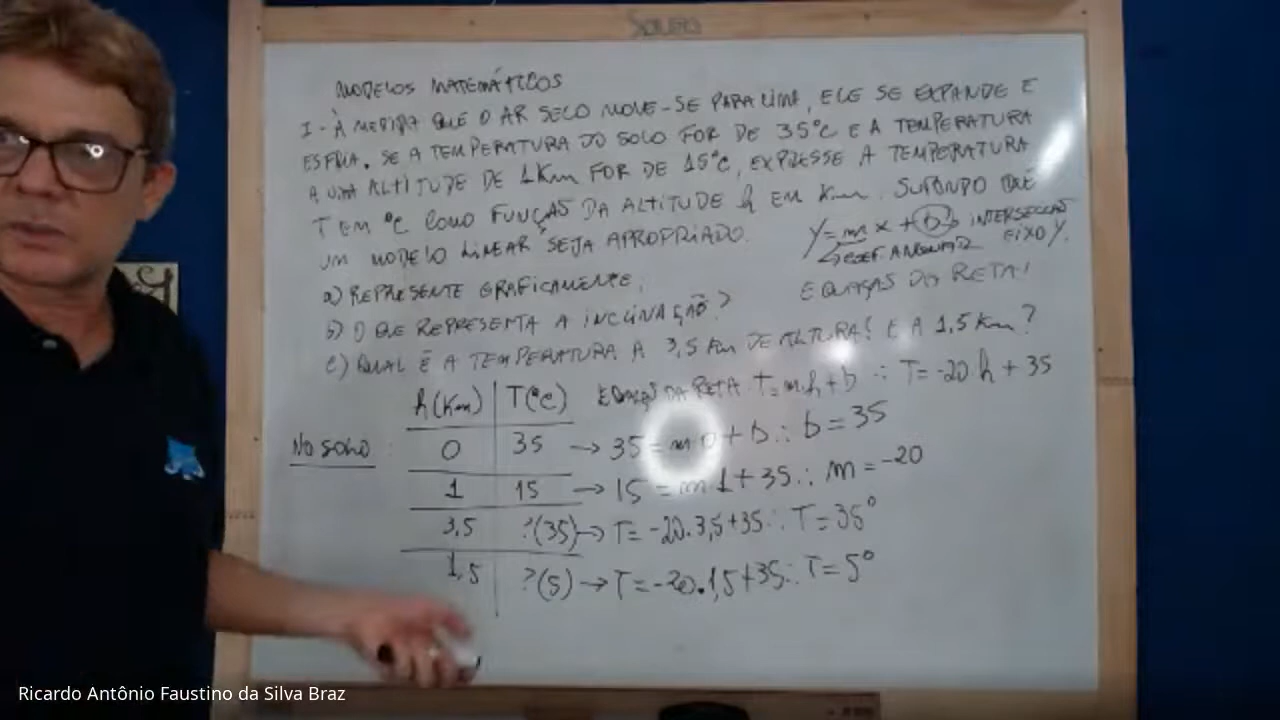 SOUZA
MODELOS MATEMÁTICOS
1 - À MEDIDA QUE O AR SECO MOVE-SE PARA CIMA, ELE SE EXPANDE E
ESFRIA. SE A TEMPERATURA DO SOLO FOR DE 35°C E A TEMPERATURA
A UMA ALTITUDE DE 1Km FOR DE 15°C, EXPRESSE A TEMPERATURA
T EM °C COMO FUNÇÃO DA ALTITUDE h EM Km. SUPONDO QUE
UM MODELO LINEAR SEJA APROPRIADO.
y = m x + b → INTERSECÇÃO EIXO Y.
↳ COEF. ANGULAR
EQUAÇÃO DA RETA!
a) REPRESENTE GRAFICAMENTE.
b) O QUE REPRESENTA A INCLINAÇÃO?
c) QUAL É A TEMPERATURA A 3,5 Km DE ALTURA? E A 1,5 Km?
h(Km) T(°C) EQUAÇÃO DA RETA T = m.h + b ∴ T = -20 h + 35
NO SOLO: 0 35 → 35 = m 0 + b ∴ b = 35
1 15 → 15 = m.1 + 35 ∴ m = -20
3,5 ?(35) → T = -20.3,5+35 ∴ T = 35°
1,5 ?(5) → T = -20.1,5+35 ∴ T = 5°
Ricardo Antônio Faustino da Silva Braz